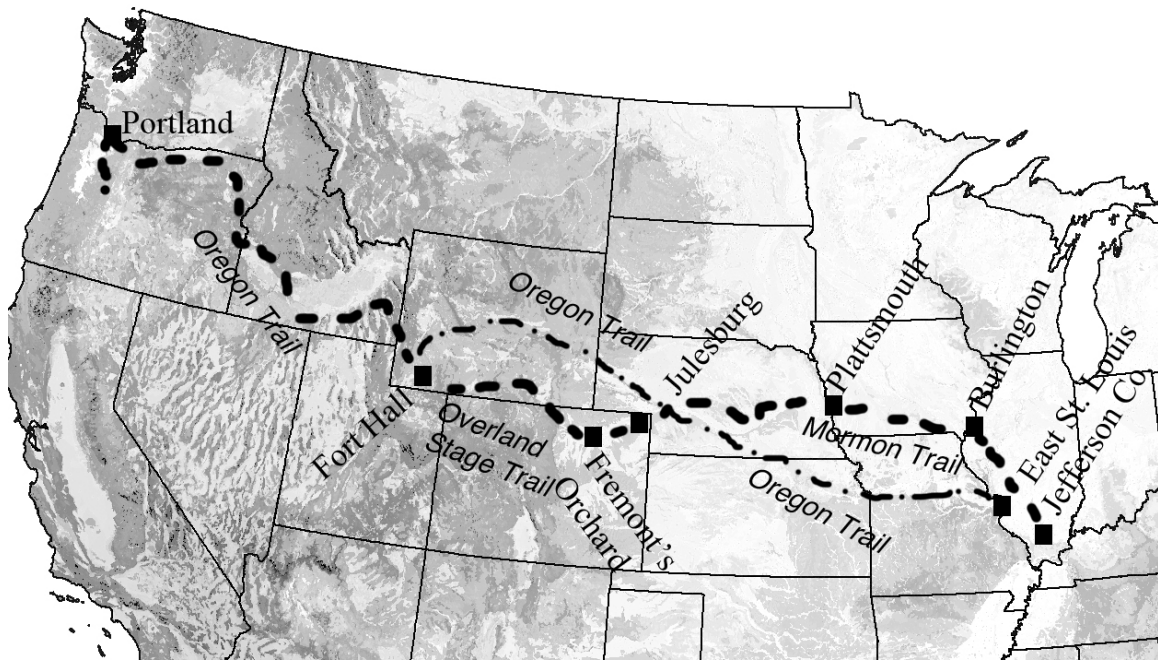 Portland
Oregon Trail
Oregon Trail
Julesburg
Plattsmouth
Burlington
East St. Louis
Jefferson Co.
Fort Hall
Overland
Stage Trail
Fremont's
Orchard
Mormon Trail
Oregon Trail